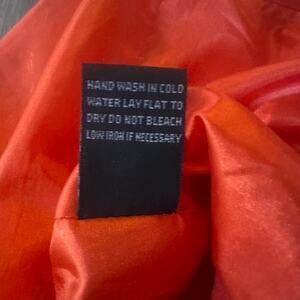 HAND WASH IN COLD
WATER LAY FLAT TO
DRY DO NOT BLEACH
LOW IRON IF NECESSARY